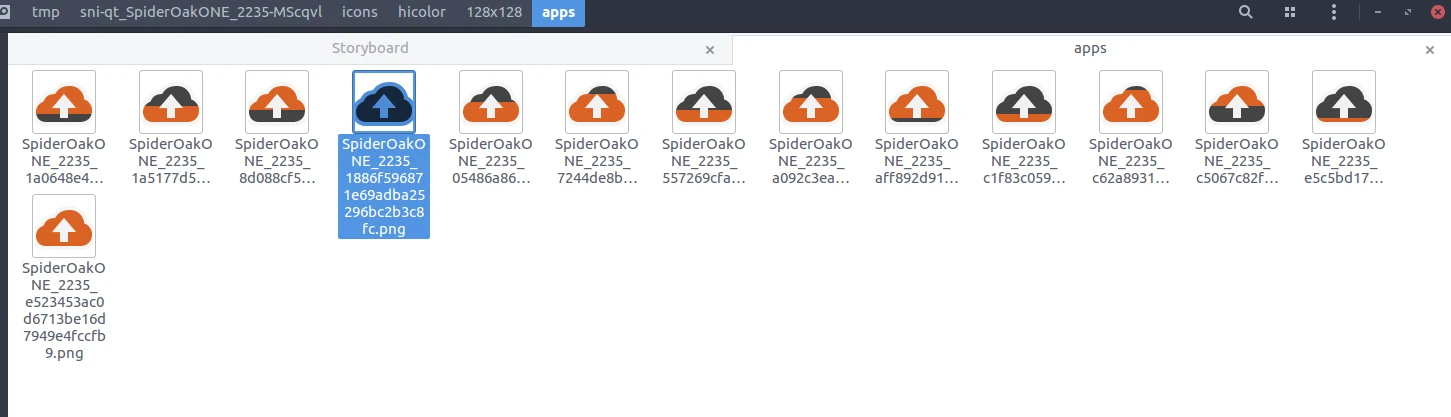 tmp sni-qt_SpiderOakONE_2235-MScqvl icons hicolor 128x128 apps
Storyboard apps
SpiderOakO SpiderOakO SpiderOakO SpiderOakO SpiderOakO SpiderOakO SpiderOakO SpiderOakO SpiderOakO SpiderOakO SpiderOakO SpiderOakO SpiderOakO
NE_2235_ NE_2235_ NE_2235_ NE_2235_ NE_2235_ NE_2235_ NE_2235_ NE_2235_ NE_2235_ NE_2235_ NE_2235_ NE_2235_ NE_2235_
1a0648e4... 1a5177d5... 8d088cf5... 1886f59687 05486a86... 7244de8b... 557269cfa... a092c3ea... aff892d91... c1f83c059... c62a8931... c5067c82f... e5c5bd17...
1e69adba25
296bc2b3c8
fc.png
SpiderOakO
NE_2235_
e523453ac0
d6713be16d
7949e4fccfb
9.png